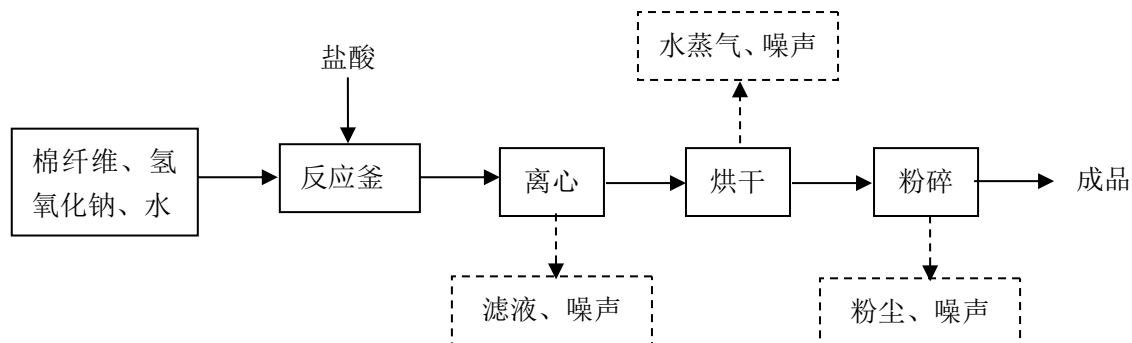 水蒸气、噪声
盐酸
棉纤维、氢
氧化钠、水
反应釜
离心
烘干
粉碎
成品
滤液、噪声
粉尘、噪声